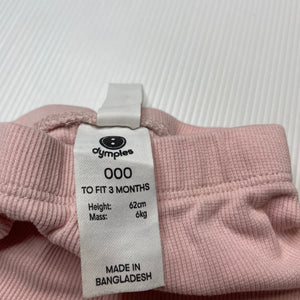 dymples
000
TO FIT 3 MONTHS
Height: 62cm
Mass: 6kg
MADE IN
BANGLADESH